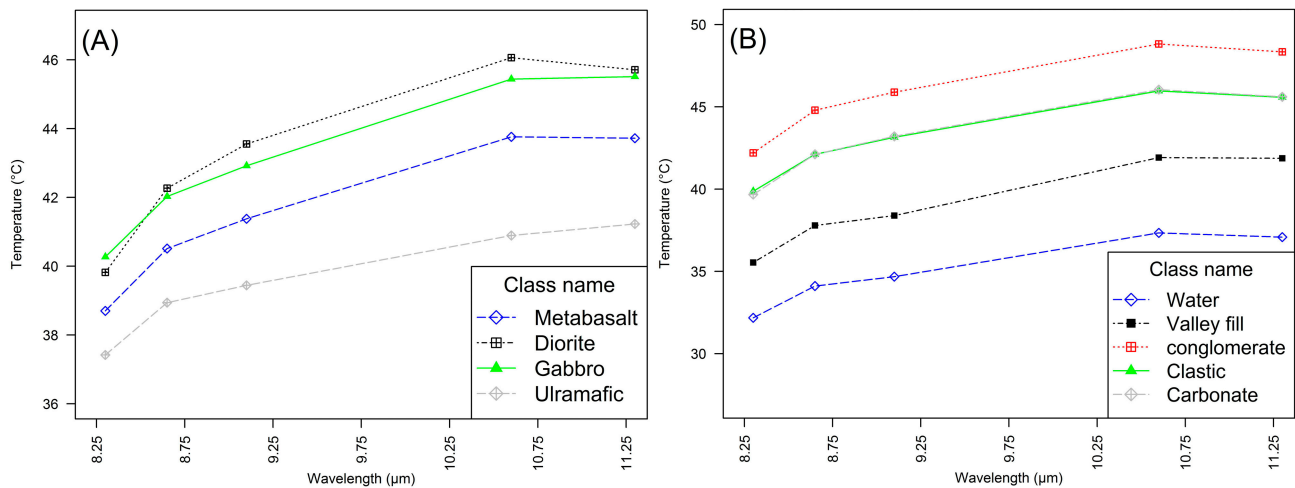 (A)
Temperature (°C)
46
44
42
40
38
36
8.25
8.75
9.25
9.75
10.25
10.75
11.25
Wavelength (µm)
Class name
Metabasalt
Diorite
Gabbro
Ulramafic
(B)
Temperature (°C)
50
45
40
35
30
8.25
8.75
9.25
9.75
10.25
10.75
11.25
Wavelength (µm)
Class name
Water
Valley fill
conglomerate
Clastic
Carbonate